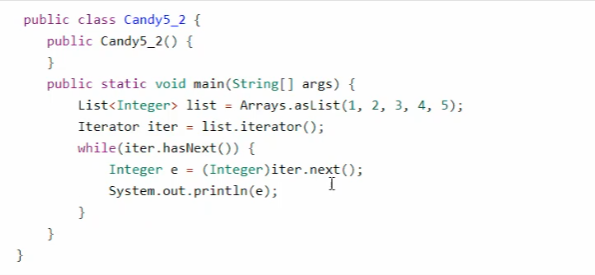 public class Candy5_2 {
public Candy5_2() {
}
public static void main(String[] args) {
List<Integer> list = Arrays.asList(1, 2, 3, 4, 5);
Iterator iter = list.iterator();
while(iter.hasNext()) {
Integer e = (Integer)iter.next();
System.out.println(e);
}
}
}